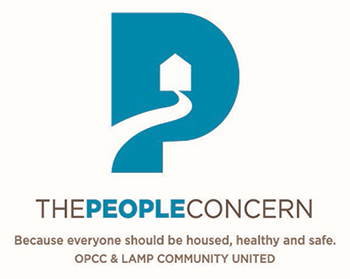 P
THEPEOPLECONCERN
Because everyone should be housed, healthy and safe.
OPCC & LAMP COMMUNITY UNITED